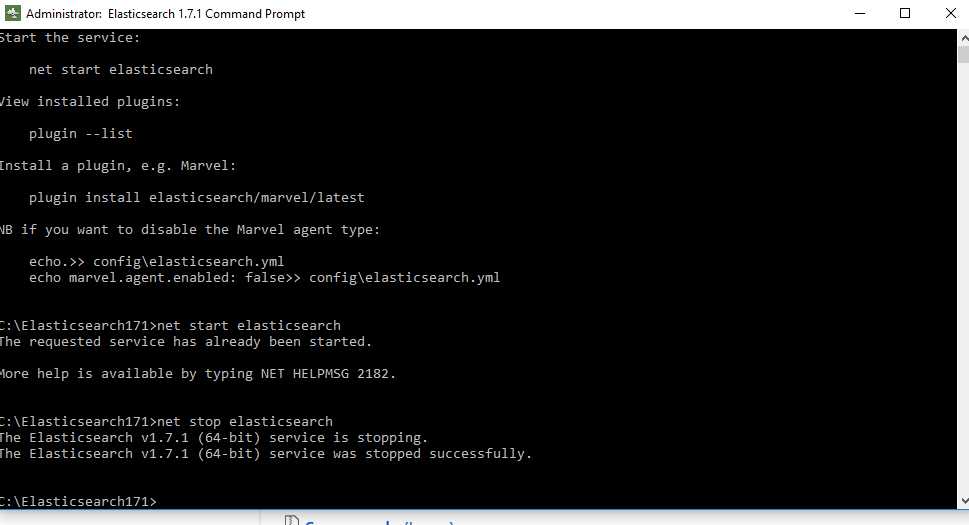 Administrator: Elasticsearch 1.7.1 Command Prompt
Start the service:
net start elasticsearch
View installed plugins:
plugin --list
Install a plugin, e.g. Marvel:
plugin install elasticsearch/marvel/latest
NB if you want to disable the Marvel agent type:
echo.>> config\elasticsearch.yml
echo marvel.agent.enabled: false>> config\elasticsearch.yml
C:\Elasticsearch171>net start elasticsearch
The requested service has already been started.
More help is available by typing NET HELPMSG 2182.
C:\Elasticsearch171>net stop elasticsearch
The Elasticsearch v1.7.1 (64-bit) service is stopping.
The Elasticsearch v1.7.1 (64-bit) service was stopped successfully.
C:\Elasticsearch171>